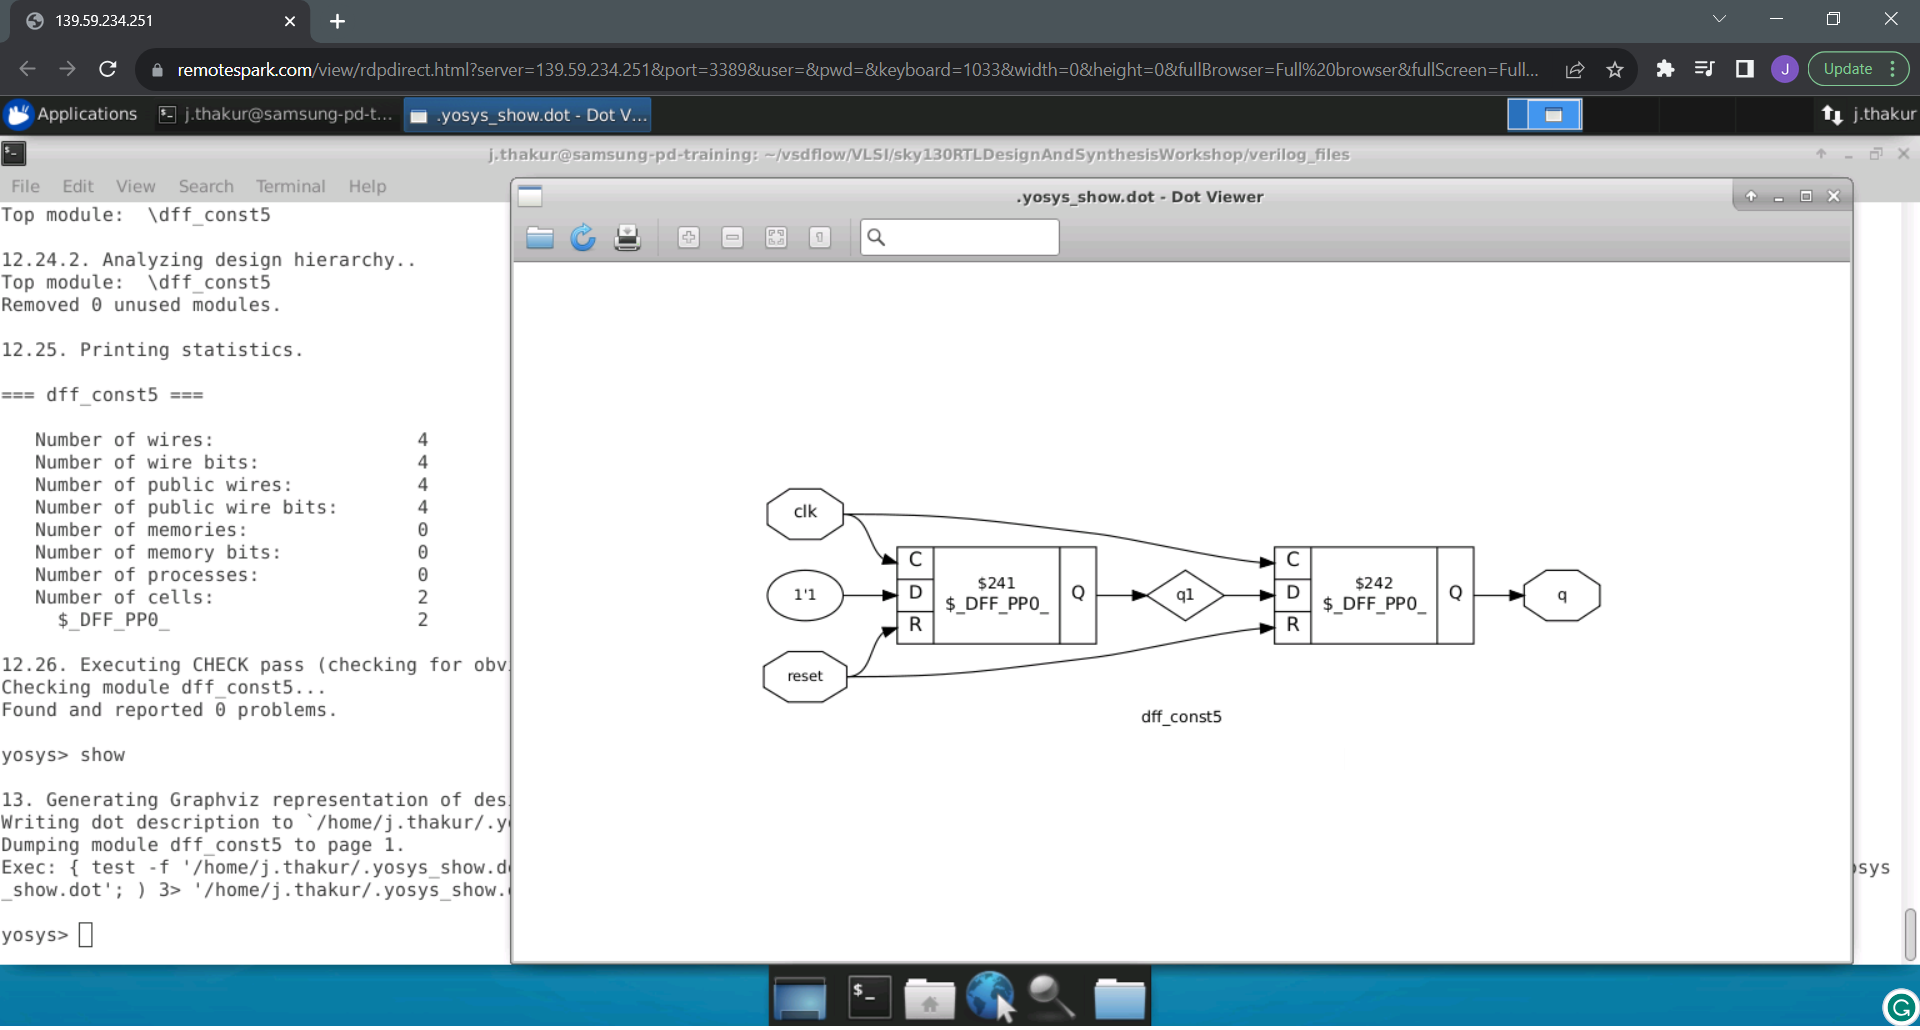 139.59.234.251
remotespark.com/view/rdpdirect.html?server=139.59.234.251&port=3389&user=&pwd=&keyboard=1033&width=0&height=0&fullBrowser=Full%20browser&fullScreen=Full...
J
Update
Applications
j.thakur@samsung-pd-t...
.yosys_show.dot - Dot V...
j.thakur
j.thakur@samsung-pd-training: ~/vsdflow/VLSI/sky130RTLDesignAndSynthesisWorkshop/verilog_files
File Edit View Search Terminal Help
Top module:  \dff_const5
12.24.2. Analyzing design hierarchy..
Top module:  \dff_const5
Removed 0 unused modules.
12.25. Printing statistics.
=== dff_const5 ===
Number of wires: 4
Number of wire bits: 4
Number of public wires: 4
Number of public wire bits: 4
Number of memories: 0
Number of memory bits: 0
Number of processes: 0
Number of cells: 2
$_DFF_PP0_ 2
12.26. Executing CHECK pass (checking for obv
Checking module dff_const5...
Found and reported 0 problems.
yosys> show
13. Generating Graphviz representation of des
Writing dot description to `/home/j.thakur/.y
Dumping module dff_const5 to page 1.
Exec: { test -f '/home/j.thakur/.yosys_show.d
_show.dot'; ) 3> '/home/j.thakur/.yosys_show.
yosys>
sys
.yosys_show.dot - Dot Viewer
clk
1'1
reset
C
D
R
$241
$_DFF_PP0_
Q
q1
C
D
R
$242
$_DFF_PP0_
Q
q
dff_const5